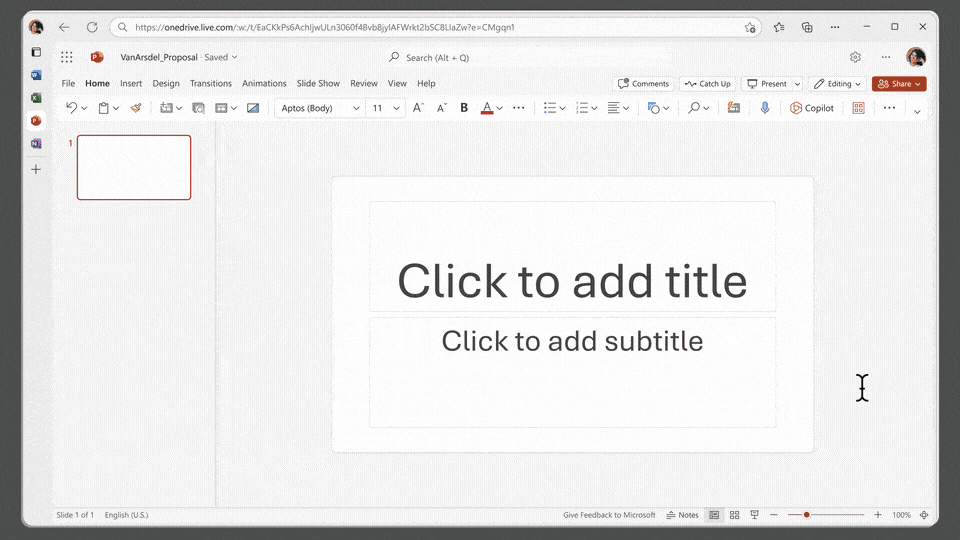 https://onedrive.live.com/:w:/t/EaCKkPs6AchIjwULn3060f4Bvb8jylAFWrkt2bSC8LIaZw?e=CMgqn1
VanArsdel_Proposal · Saved
Search (Alt + Q)
File Home Insert Design Transitions Animations Slide Show Review View Help
Comments Catch Up Present Editing Share
Aptos (Body) 11 A A B A Copilot
1
Click to add title
Click to add subtitle
Slide 1 of 1 English (U.S.) Give Feedback to Microsoft Notes 100%